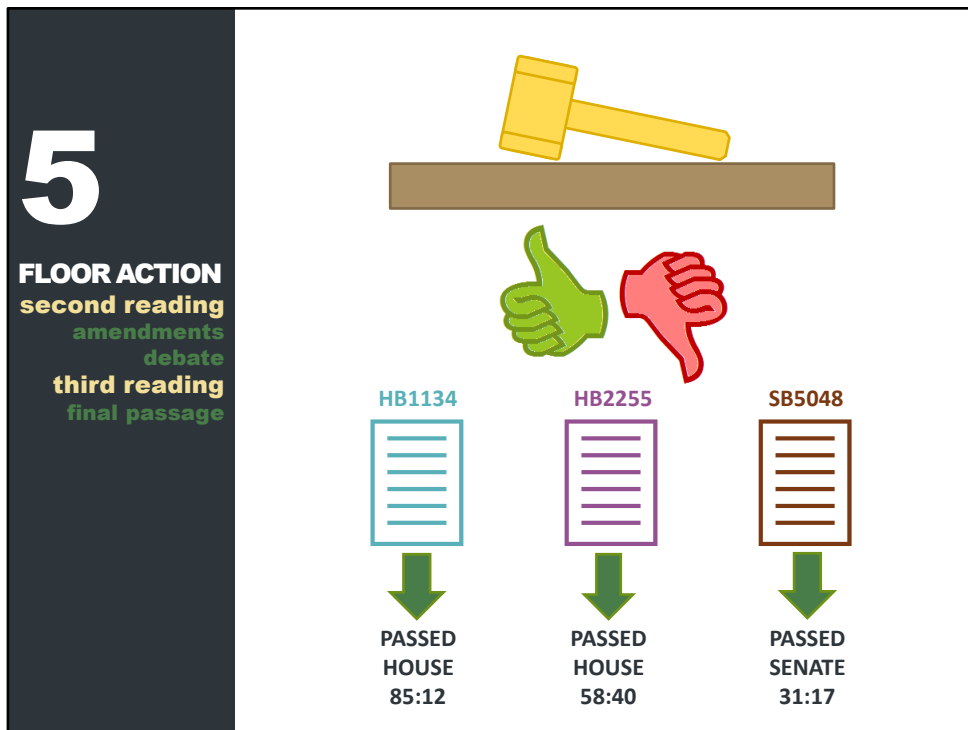 5
FLOOR ACTION
second reading
amendments
debate
third reading
final passage
HB1134
HB2255
SB5048
PASSED
HOUSE
85:12
PASSED
HOUSE
58:40
PASSED
SENATE
31:17